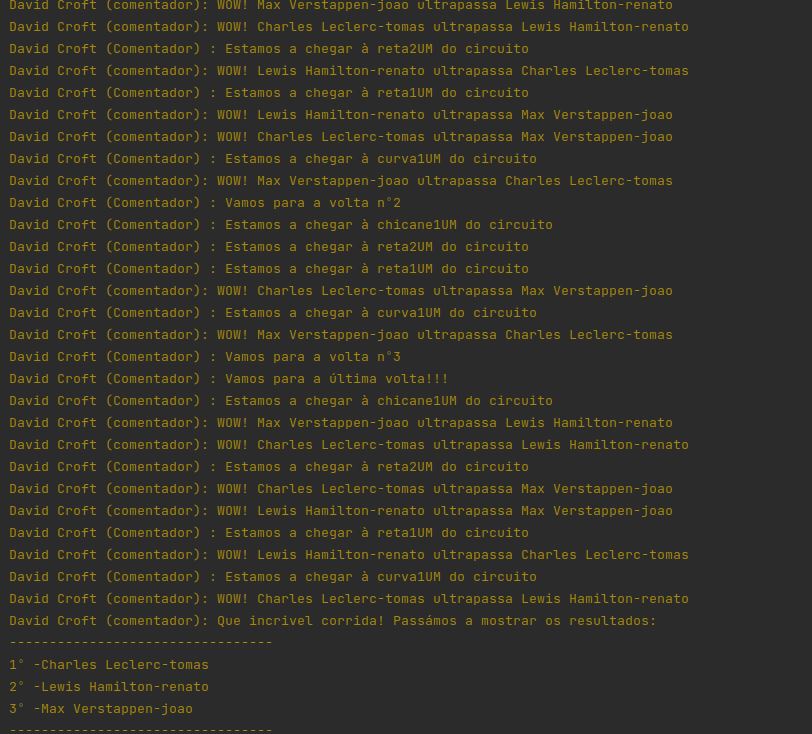 David Croft (comentador): WOW! Max Verstappen-joao ultrapassa Lewis Hamilton-renato
David Croft (comentador): WOW! Charles Leclerc-tomas ultrapassa Lewis Hamilton-renato
David Croft (Comentador) : Estamos a chegar à reta2UM do circuito
David Croft (comentador): WOW! Lewis Hamilton-renato ultrapassa Charles Leclerc-tomas
David Croft (Comentador) : Estamos a chegar à reta1UM do circuito
David Croft (comentador): WOW! Lewis Hamilton-renato ultrapassa Max Verstappen-joao
David Croft (comentador): WOW! Charles Leclerc-tomas ultrapassa Max Verstappen-joao
David Croft (Comentador) : Estamos a chegar à curva1UM do circuito
David Croft (comentador): WOW! Max Verstappen-joao ultrapassa Charles Leclerc-tomas
David Croft (Comentador) : Vamos para a volta nº2
David Croft (Comentador) : Estamos a chegar à chicane1UM do circuito
David Croft (Comentador) : Estamos a chegar à reta2UM do circuito
David Croft (Comentador) : Estamos a chegar à reta1UM do circuito
David Croft (comentador): WOW! Charles Leclerc-tomas ultrapassa Max Verstappen-joao
David Croft (Comentador) : Estamos a chegar à curva1UM do circuito
David Croft (comentador): WOW! Max Verstappen-joao ultrapassa Charles Leclerc-tomas
David Croft (Comentador) : Vamos para a volta nº3
David Croft (Comentador) : Vamos para a última volta!!!
David Croft (Comentador) : Estamos a chegar à chicane1UM do circuito
David Croft (comentador): WOW! Max Verstappen-joao ultrapassa Lewis Hamilton-renato
David Croft (comentador): WOW! Charles Leclerc-tomas ultrapassa Lewis Hamilton-renato
David Croft (Comentador) : Estamos a chegar à reta2UM do circuito
David Croft (comentador): WOW! Charles Leclerc-tomas ultrapassa Max Verstappen-joao
David Croft (comentador): WOW! Lewis Hamilton-renato ultrapassa Max Verstappen-joao
David Croft (Comentador) : Estamos a chegar à reta1UM do circuito
David Croft (comentador): WOW! Lewis Hamilton-renato ultrapassa Charles Leclerc-tomas
David Croft (Comentador) : Estamos a chegar à curva1UM do circuito
David Croft (comentador): WOW! Charles Leclerc-tomas ultrapassa Lewis Hamilton-renato
David Croft (comentador): Que incrivel corrida! Passámos a mostrar os resultados:
---------------------------------
1º -Charles Leclerc-tomas
2º -Lewis Hamilton-renato
3º -Max Verstappen-joao
---------------------------------